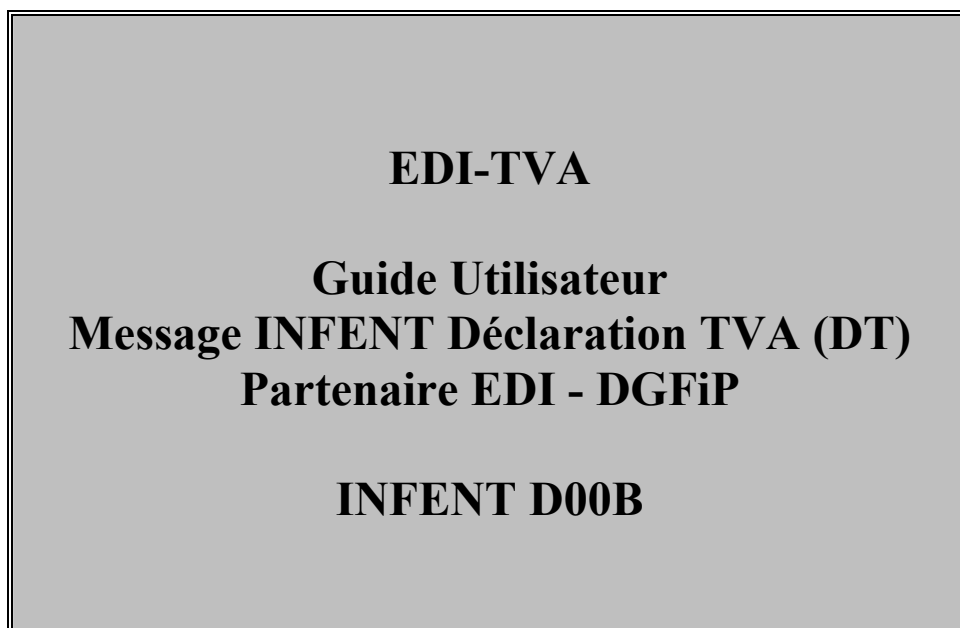 EDI-TVA
Guide Utilisateur
Message INFENT Déclaration TVA (DT)
Partenaire EDI - DGFiP
INFENT D00B